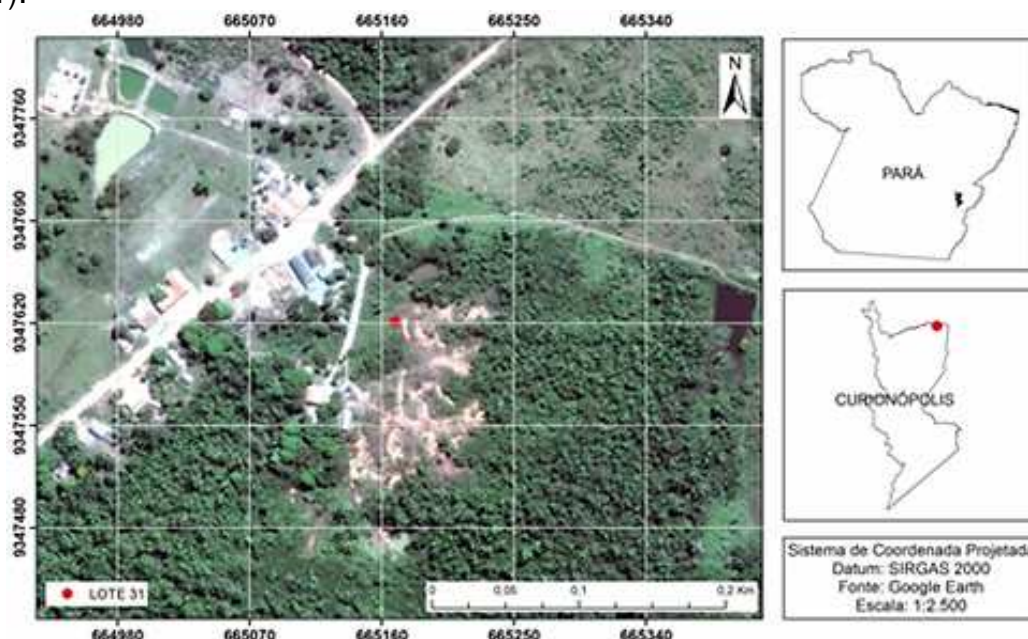 664980 665070 665160 665250 665340
9347760
9347690
9347620
9347550
9347480
N
LOTE 31
0 0,05 0,1 0,2 Km
664980 665070 665160 665250 665340
PARÁ
CURIONÓPOLIS
Sistema de Coordenada Projetada
Datum: SIRGAS 2000
Fonte: Google Earth
Escala: 1:2.500